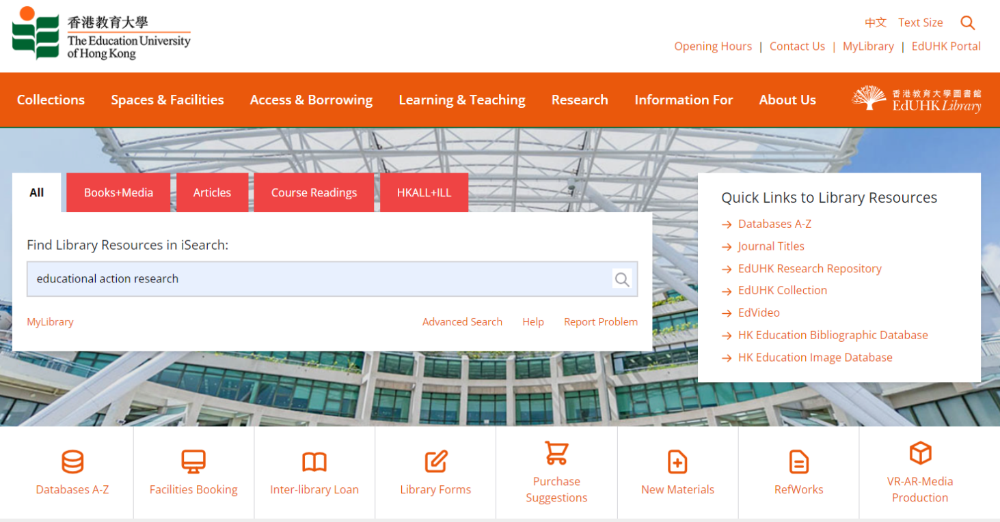 香港教育大學
The Education University
of Hong Kong
中文 Text Size
Opening Hours | Contact Us | MyLibrary | EdUHK Portal
Collections Spaces & Facilities Access & Borrowing Learning & Teaching Research Information For About Us
香港教育大學圖書館
EdUHK Library
All Books+Media Articles Course Readings HKALL+ILL
Find Library Resources in iSearch:
educational action research
MyLibrary Advanced Search Help Report Problem
Quick Links to Library Resources
Databases A-Z
Journal Titles
EdUHK Research Repository
EdUHK Collection
EdVideo
HK Education Bibliographic Database
HK Education Image Database
Databases A-Z
Facilities Booking
Inter-library Loan
Library Forms
Purchase
Suggestions
New Materials
RefWorks
VR-AR-Media
Production